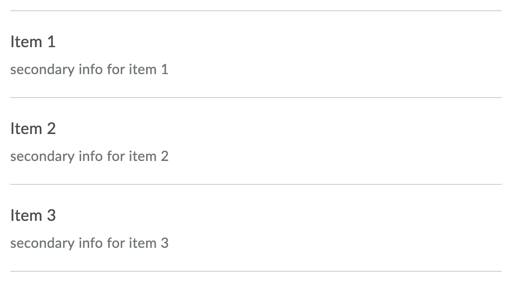 Item 1
secondary info for item 1
Item 2
secondary info for item 2
Item 3
secondary info for item 3